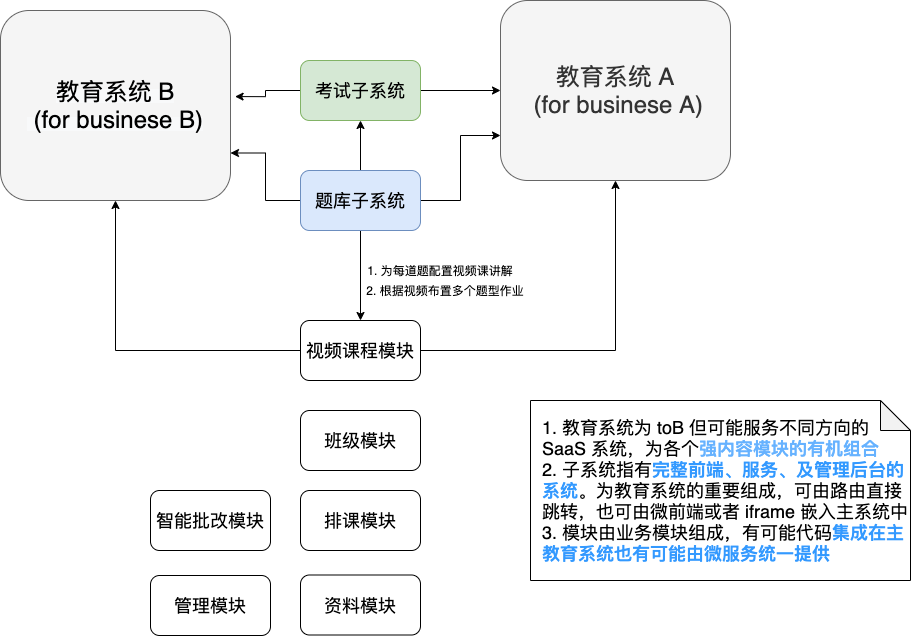 教育系统 B
(for businese B)
考试子系统
教育系统 A
(for businese A)
题库子系统
1. 为每道题配置视频课讲解
2. 根据视频布置多个题型作业
视频课程模块
班级模块
智能批改模块
排课模块
管理模块
资料模块
1. 教育系统为 toB 但可能服务不同方向的
SaaS 系统，为各个强内容模块的有机组合
2. 子系统指有完整前端、服务、及管理后台的
系统。为教育系统的重要组成，可由路由直接
跳转，也可由微前端或者 iframe 嵌入主系统中
3. 模块由业务模块组成，有可能代码集成在主
教育系统也有可能由微服务统一提供